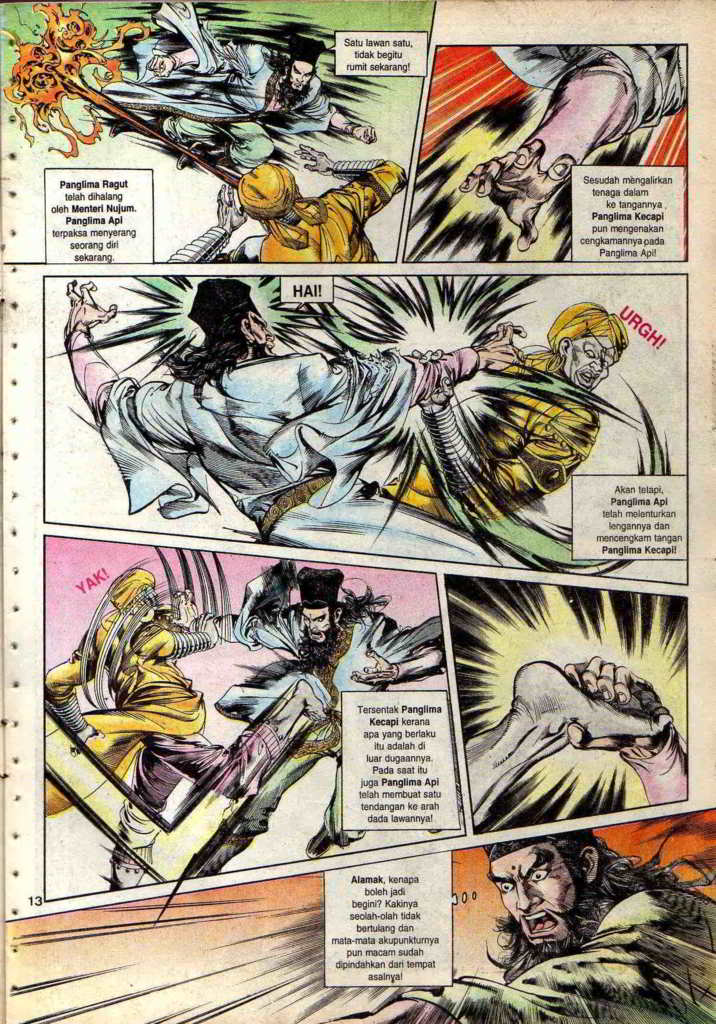 Satu lawan satu,
tidak begitu
rumit sekarang!
Panglima Ragut
telah dihalang
oleh Menteri Nujum.
Panglima Api
terpaksa menyerang
seorang diri
sekarang.
Sesudah mengalirkan
tenaga dalam
ke tangannya,
Panglima Kecapi
pun mengenakan
cengkamannya pada
Panglima Api!
HAI!
URGH!
Akan tetapi,
Panglima Api
telah melenturkan
lengannya dan
mencengkam tangan
Panglima Kecapi!
YAK!
Tersentak Panglima
Kecapi kerana
apa yang berlaku
itu adalah di
luar dugaannya.
Pada saat itu
juga Panglima Api
telah membuat satu
tendangan ke arah
dada lawannya!
Alamak, kenapa
boleh jadi
begini? Kakinya
seolah-olah tidak
bertulang dan
mata-mata akupunkturnya
pun macam sudah
dipindahkan dari tempat
asalnya!
13